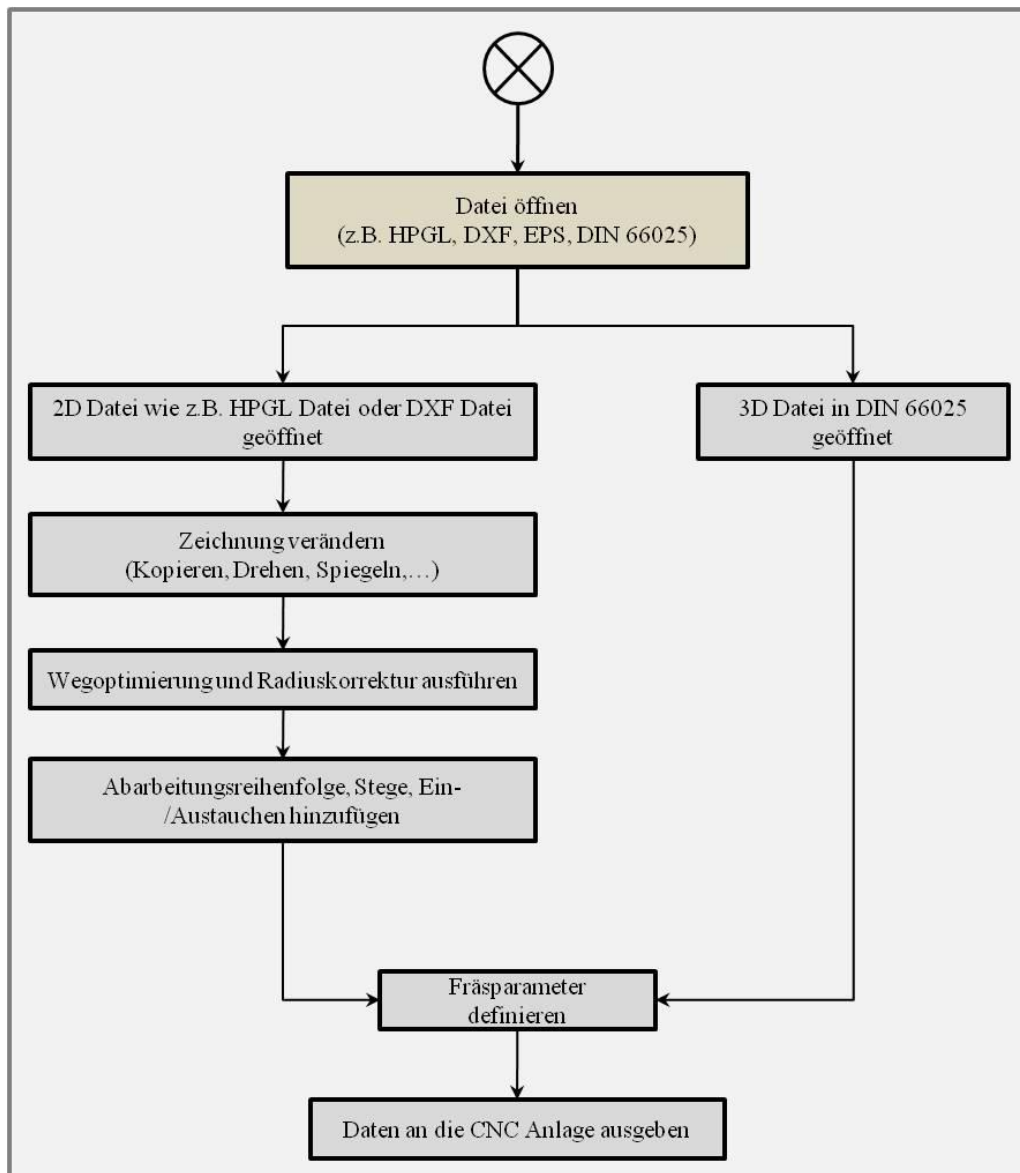 Datei öffnen
(z.B. HPGL, DXF, EPS, DIN 66025)
2D Datei wie z.B. HPGL Datei oder DXF Datei
geöffnet
3D Datei in DIN 66025
geöffnet
Zeichnung verändern
(Kopieren, Drehen, Spiegeln,…)
Wegoptimierung und Radiuskorrektur ausführen
Abarbeitungsreihenfolge, Stege, Ein-
/Austauchen hinzufügen
Fräsparameter
definieren
Daten an die CNC Anlage ausgeben